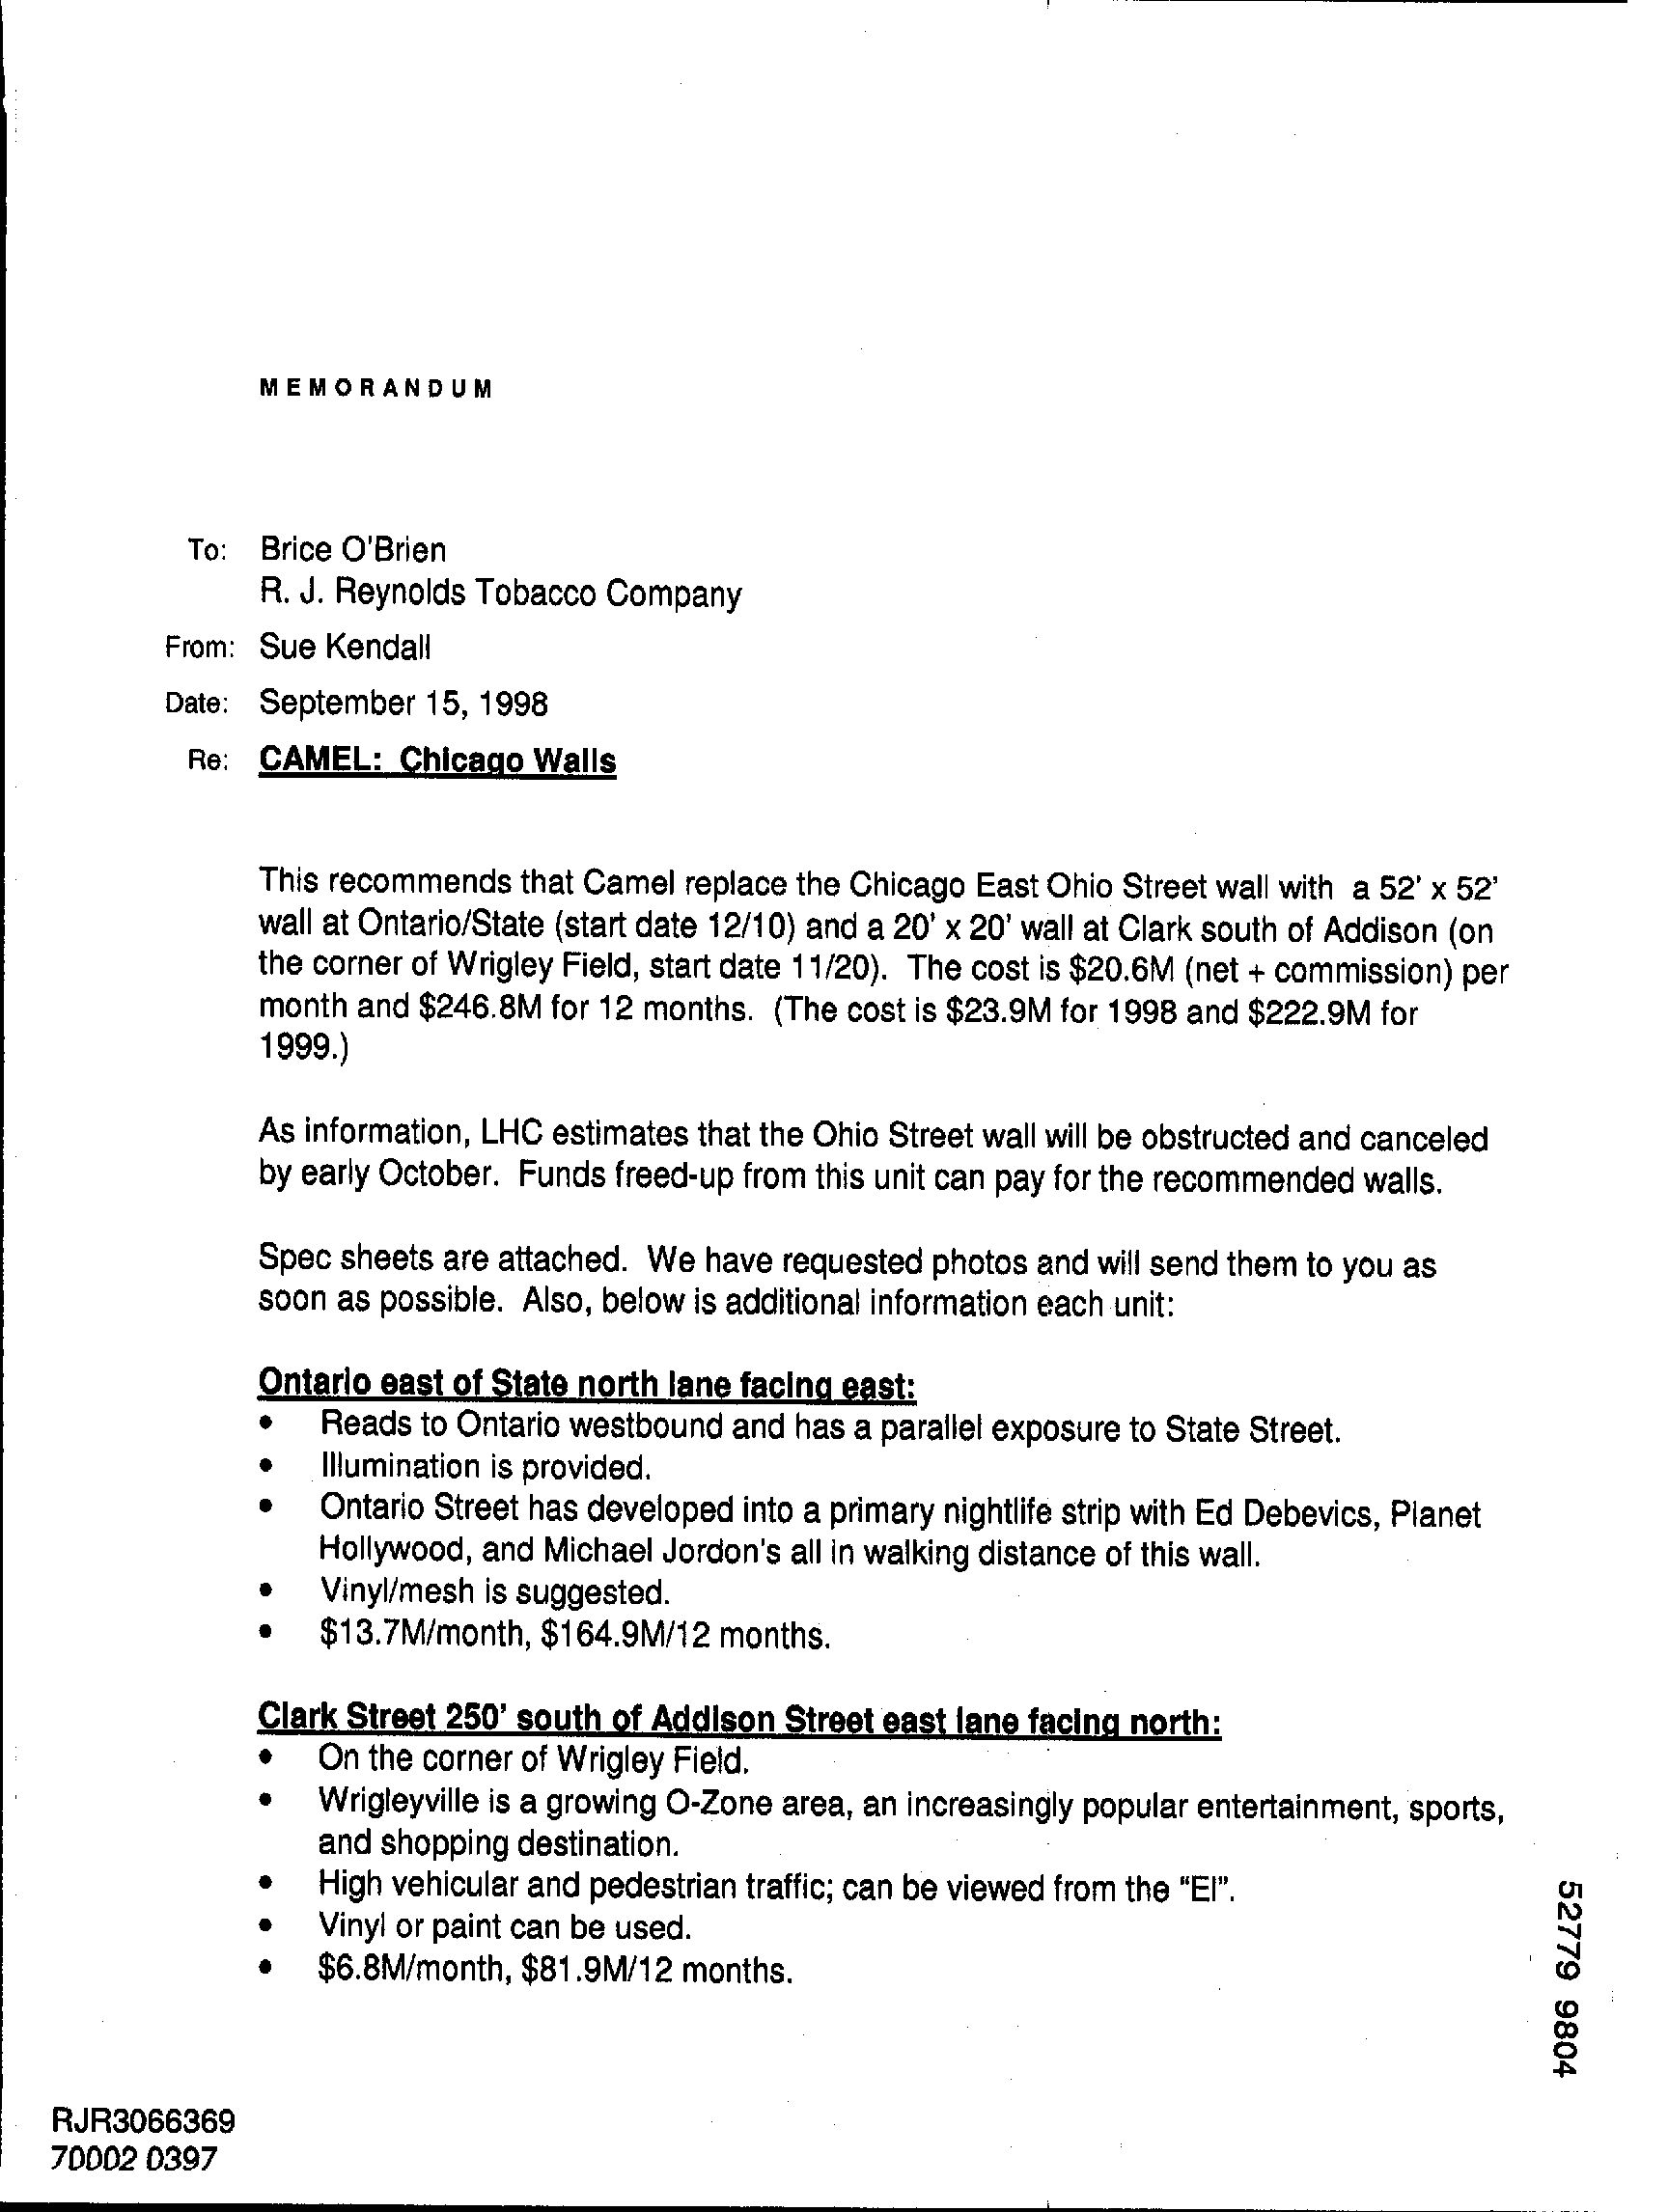 MEMORANDUM
To: Brice O'Brien
R. J. Reynolds Tobacco Company
From: Sue Kendall
Date: September 15, 1998
Re: CAMEL: Chicago Walls
This recommends that Camel replace the Chicago East Ohio Street wall with a 52' x 52'
wall at Ontario/State (start date 12/10) and a 20' x 20' wall at Clark south of Addison (on
the corner of Wrigley Field, start date 11/20). The cost is $20.6M (net + commission) per
month and $246.8M for 12 months. (The cost is $23.9M for 1998 and $222.9M for
1999.)
As information, LHC estimates that the Ohio Street wall will be obstructed and canceled
by early October. Funds freed-up from this unit can pay for the recommended walls.
Spec sheets are attached. We have requested photos and will send them to you as
soon as possible. Also, below is additional information each unit:
Ontario east of State north lane facing east:
• Reads to Ontario westbound and has a parallel exposure to State Street.
• Illumination is provided.
• Ontario Street has developed into a primary nightlife strip with Ed Debevics, Planet
Hollywood, and Michael Jordon's all in walking distance of this wall.
• Vinyl/mesh is suggested.
• $13.7M/month, $164.9M/12 months.
Clark Street 250' south of Addison Street east lane facing north:
• On the corner of Wrigley Field.
• Wrigleyville is a growing O-Zone area, an increasingly popular entertainment, sports,
and shopping destination.
• High vehicular and pedestrian traffic; can be viewed from the "El".
• Vinyl or paint can be used.
• $6.8M/month, $81.9M/12 months.
52779 9804
RJR3066369
70002 0397